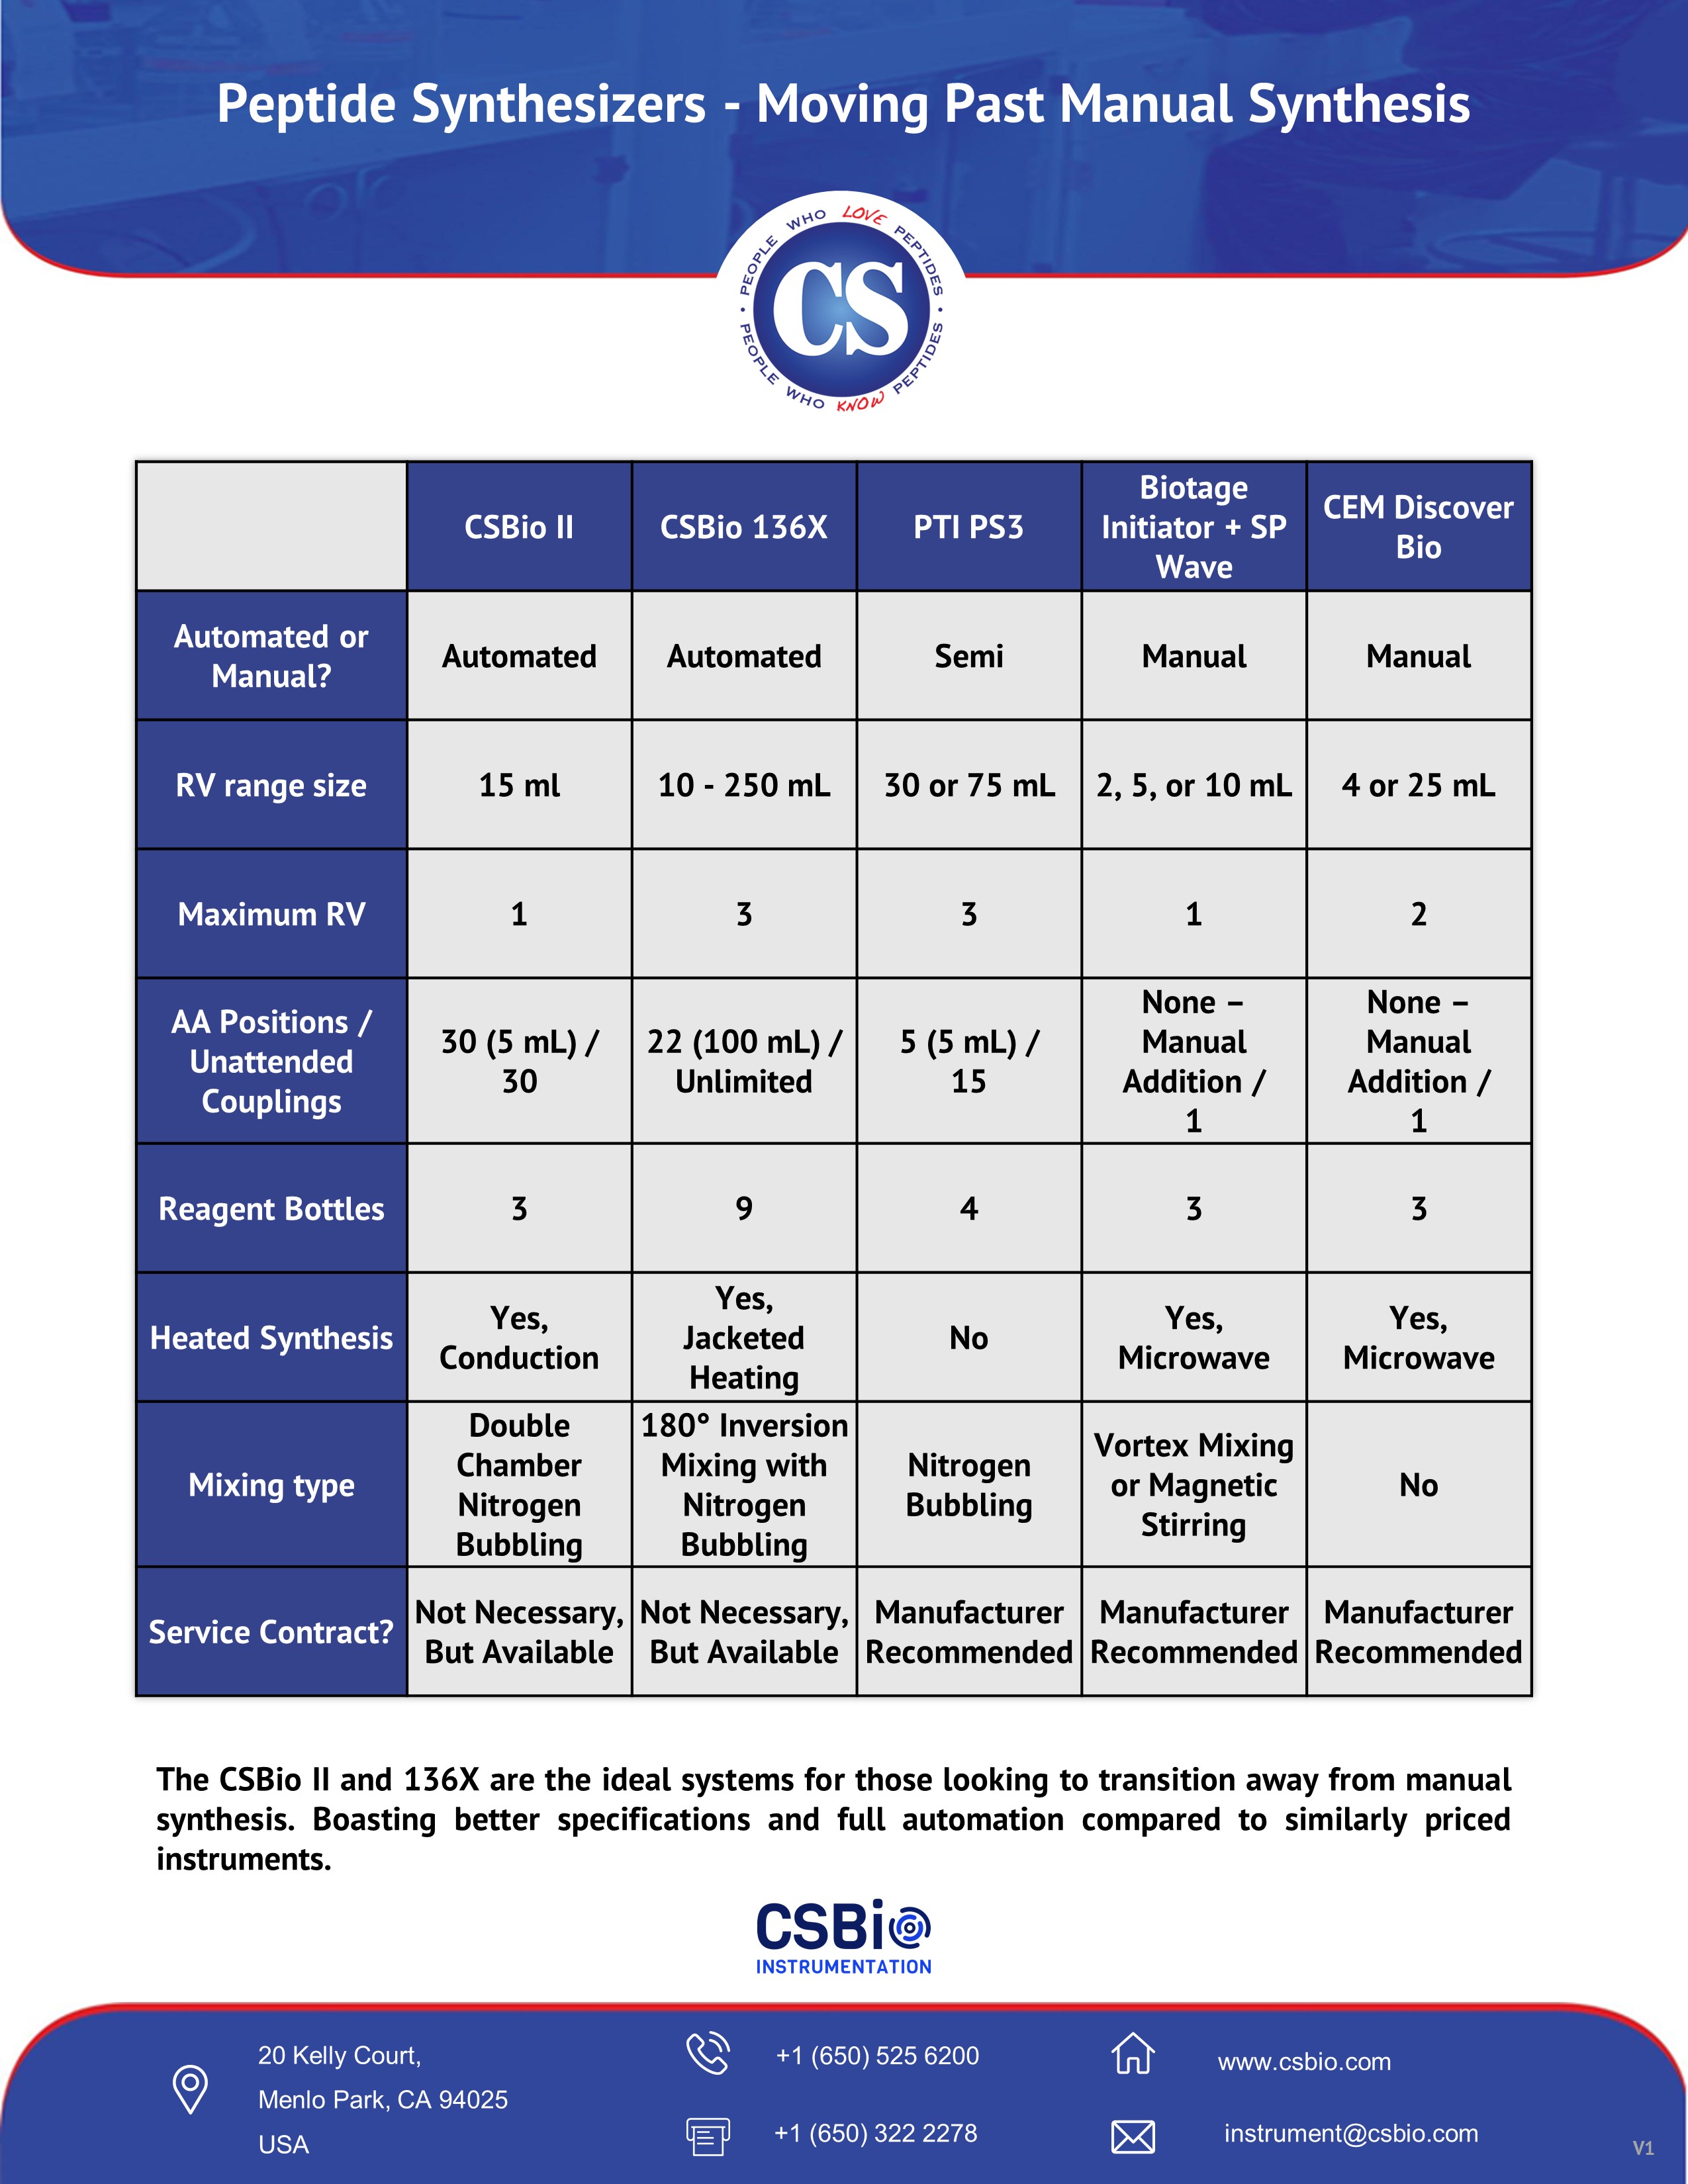 Peptide Synthesizers - Moving Past Manual Synthesis
PEOPLE WHO LOVE PEPTIDES •
PEOPLE WHO KNOW PEPTIDES •
CS
CSBio II
CSBio 136X
PTI PS3
Biotage
Initiator + SP
Wave
CEM Discover
Bio
Automated or
Manual?
Automated
Automated
Semi
Manual
Manual
RV range size
15 ml
10 - 250 mL
30 or 75 mL
2, 5, or 10 mL
4 or 25 mL
Maximum RV
1
3
3
1
2
AA Positions /
Unattended
Couplings
30 (5 mL) /
30
22 (100 mL) /
Unlimited
5 (5 mL) /
15
None –
Manual
Addition /
1
None –
Manual
Addition /
1
Reagent Bottles
3
9
4
3
3
Heated Synthesis
Yes,
Conduction
Yes,
Jacketed
Heating
No
Yes,
Microwave
Yes,
Microwave
Mixing type
Double
Chamber
Nitrogen
Bubbling
180° Inversion
Mixing with
Nitrogen
Bubbling
Nitrogen
Bubbling
Vortex Mixing
or Magnetic
Stirring
No
Service Contract?
Not Necessary,
But Available
Not Necessary,
But Available
Manufacturer
Recommended
Manufacturer
Recommended
Manufacturer
Recommended
The CSBio II and 136X are the ideal systems for those looking to transition away from manual
synthesis. Boasting better specifications and full automation compared to similarly priced
instruments.
CSBio
INSTRUMENTATION
20 Kelly Court,
Menlo Park, CA 94025
USA
+1 (650) 525 6200
+1 (650) 322 2278
www.csbio.com
instrument@csbio.com
V1